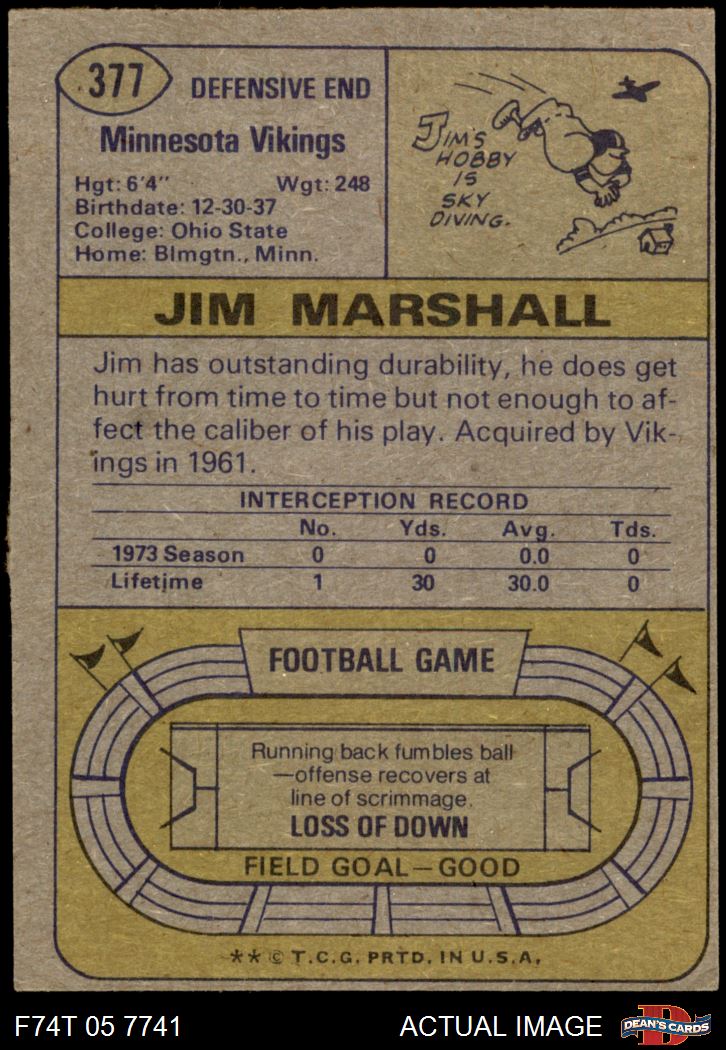 377
DEFENSIVE END
Minnesota Vikings
Hgt: 6'4" Wgt: 248
Birthdate: 12-30-37
College: Ohio State
Home: Blmgtn., Minn.
JIM'S
HOBBY
IS
SKY
DIVING.
JIM MARSHALL
Jim has outstanding durability, he does get
hurt from time to time but not enough to af-
fect the caliber of his play. Acquired by Vik-
ings in 1961.
INTERCEPTION RECORD
No. Yds. Avg. Tds.
1973 Season 0 0 0.0 0
Lifetime 1 30 30.0 0
FOOTBALL GAME
Running back fumbles ball
—offense recovers at
line of scrimmage.
LOSS OF DOWN
FIELD GOAL—GOOD
** © T.C.G. PRTD. IN U.S.A.
F74T 05 7741 ACTUAL IMAGE
D
DEAN'S CARDS